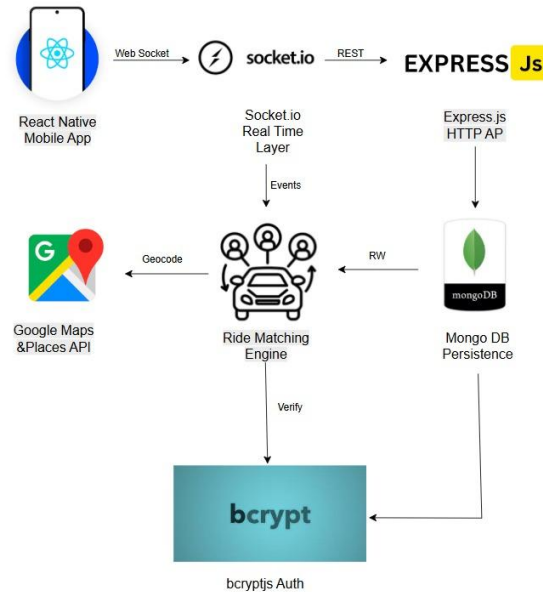 Web Socket
socket.io
REST
EXPRESS Js
React Native
Mobile App
Socket.io
Real Time
Layer
Express.js
HTTP AP
Events
G
Geocode
RW
mongoDB
Google Maps
&Places API
Ride Matching
Engine
Mongo DB
Persistence
Verify
bcrypt
bcryptjs Auth